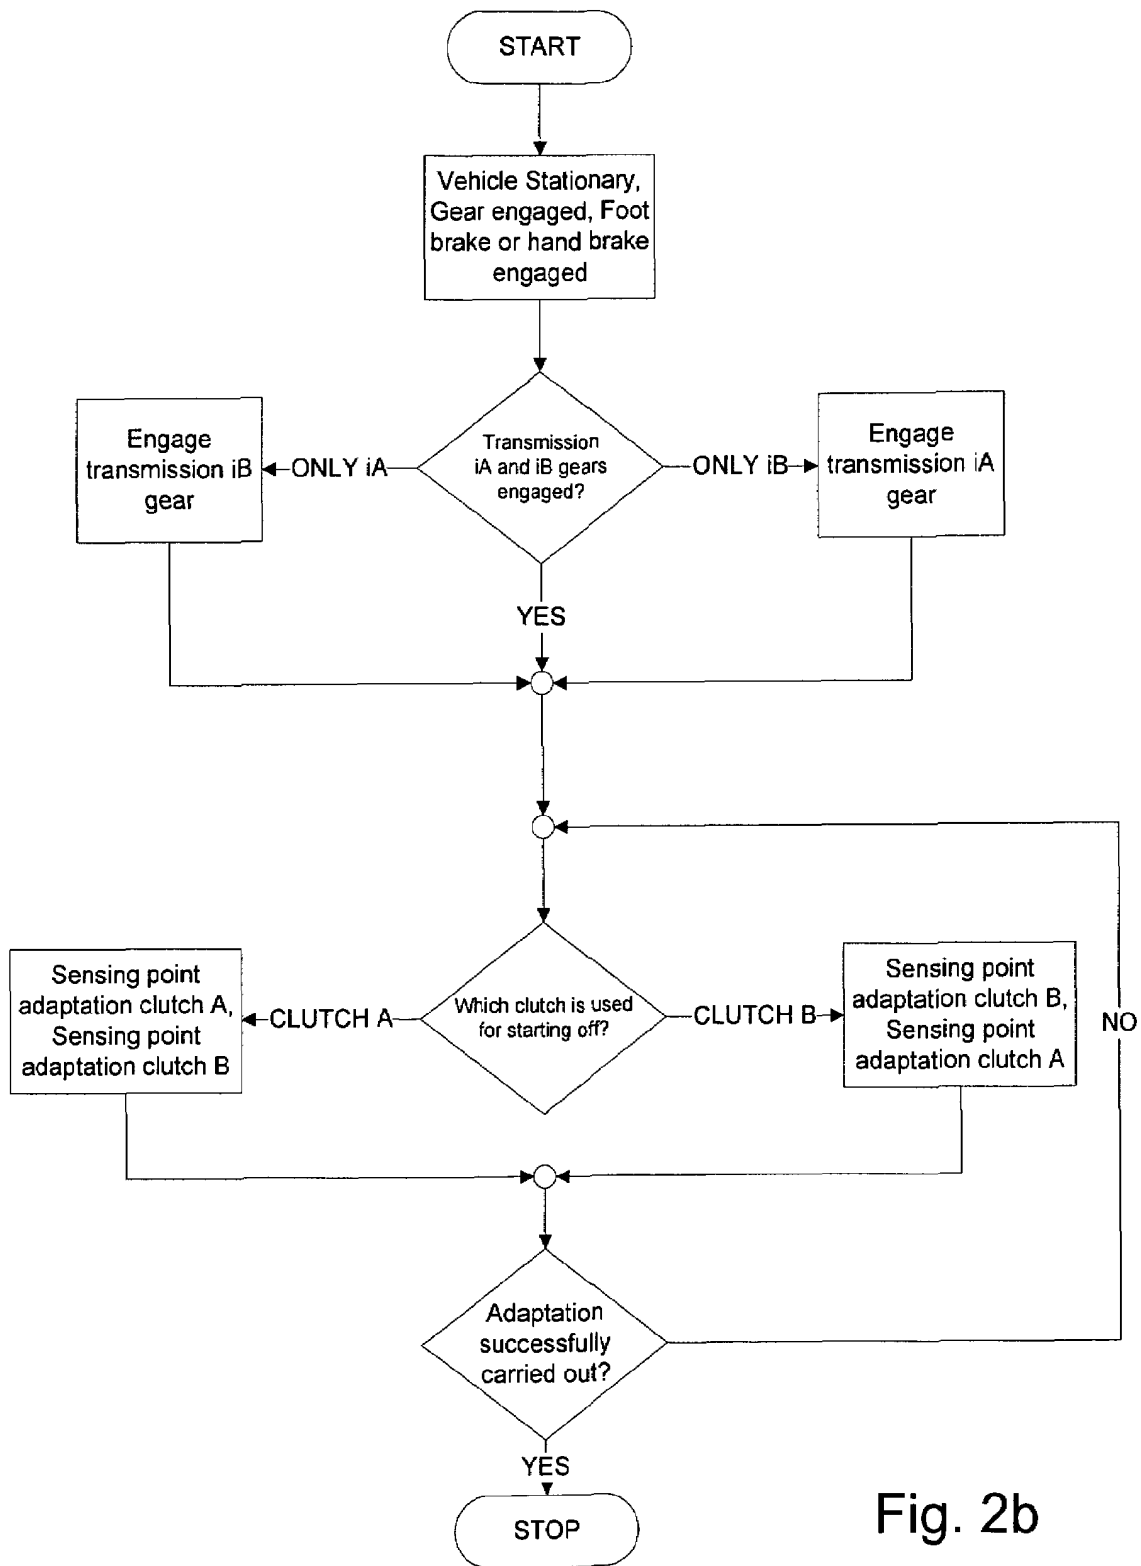 START
Vehicle Stationary,
Gear engaged, Foot
brake or hand brake
engaged
Transmission
iA and iB gears
engaged?
ONLY iA
Engage
transmission iB
gear
ONLY iB
Engage
transmission iA
gear
YES
Which clutch is used
for starting off?
CLUTCH A
Sensing point
adaptation clutch A,
Sensing point
adaptation clutch B
CLUTCH B
Sensing point
adaptation clutch B,
Sensing point
adaptation clutch A
NO
Adaptation
successfully
carried out?
YES
STOP
Fig. 2b